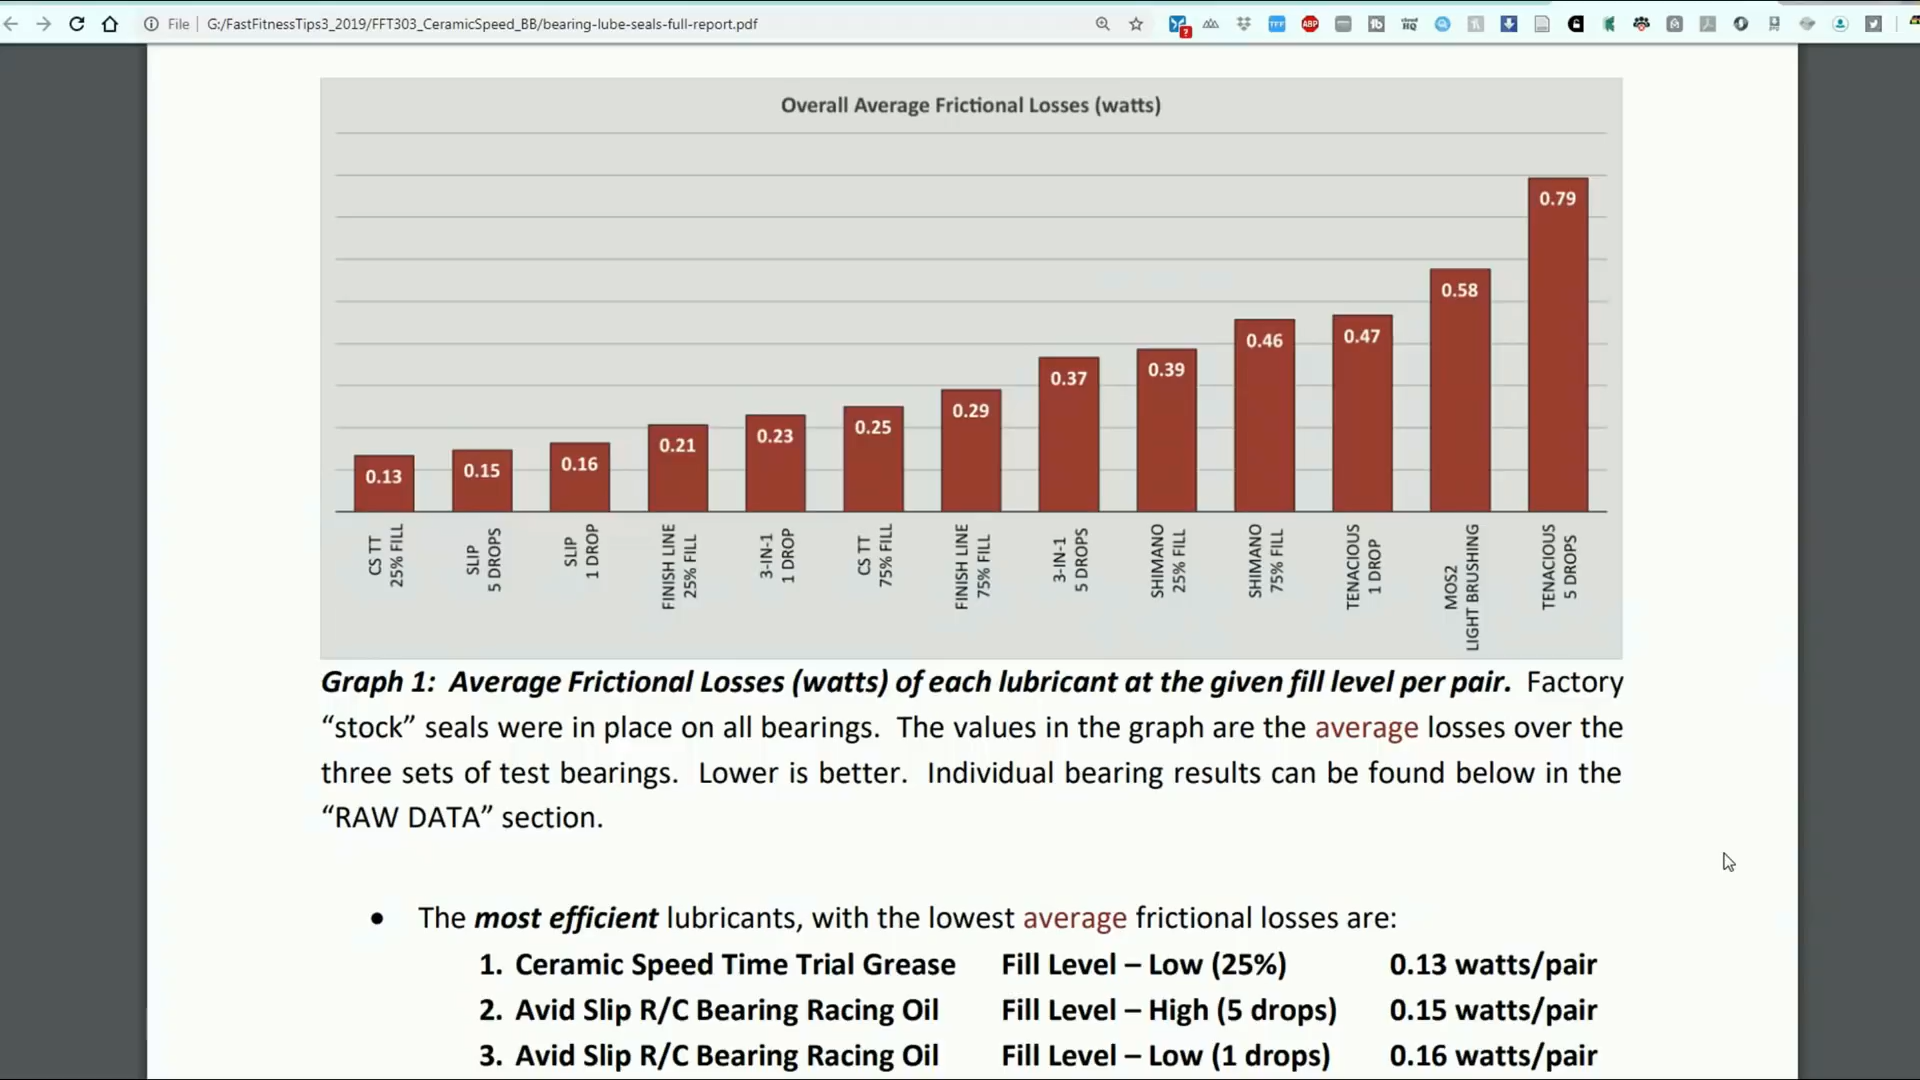 File
G:/FastFitnessTips3_2019/FFT303_CeramicSpeed_BB/bearing-lube-seals-full-report.pdf
Overall Average Frictional Losses (watts)
0.13
0.15
0.16
0.21
0.23
0.25
0.29
0.37
0.39
0.46
0.47
0.58
0.79
CS TT
25% FILL
SLIP
5 DROPS
SLIP
1 DROP
FINISH LINE
25% FILL
3-IN-1
1 DROP
CS TT
75% FILL
FINISH LINE
75% FILL
3-IN-1
5 DROPS
SHIMANO
25% FILL
SHIMANO
75% FILL
TENACIOUS
1 DROP
MOS2
LIGHT BRUSHING
TENACIOUS
5 DROPS
Graph 1: Average Frictional Losses (watts) of each lubricant at the given fill level per pair. Factory
“stock” seals were in place on all bearings. The values in the graph are the average losses over the
three sets of test bearings. Lower is better. Individual bearing results can be found below in the
“RAW DATA” section.
• The most efficient lubricants, with the lowest average frictional losses are:
1. Ceramic Speed Time Trial Grease Fill Level – Low (25%) 0.13 watts/pair
2. Avid Slip R/C Bearing Racing Oil Fill Level – High (5 drops) 0.15 watts/pair
3. Avid Slip R/C Bearing Racing Oil Fill Level – Low (1 drops) 0.16 watts/pair